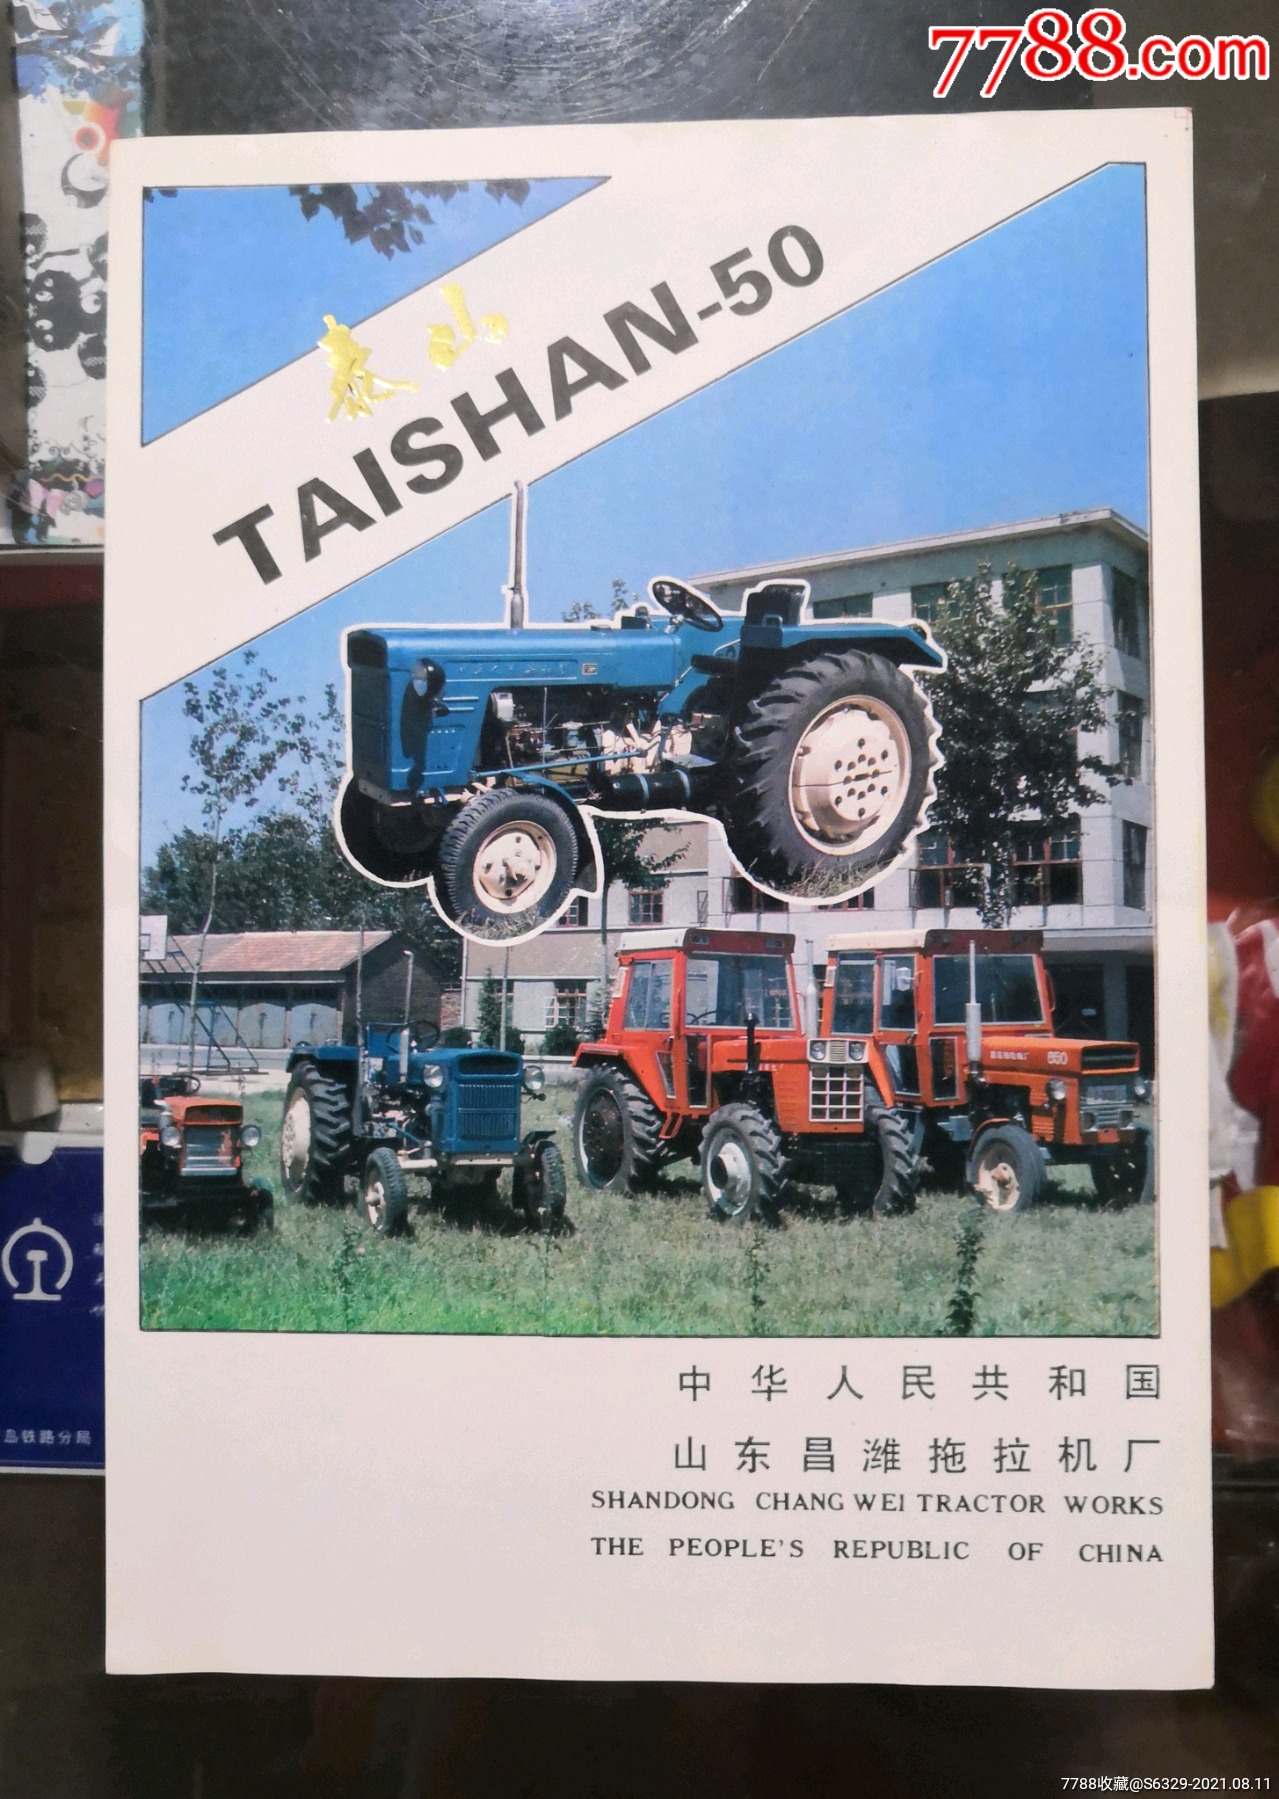 7788.com
泰山
TAISHAN-50
650
中华人民共和国
山东昌潍拖拉机厂
SHANDONG CHANG WEI TRACTOR WORKS
THE PEOPLE'S REPUBLIC OF CHINA
岛铁路分局
7788收藏@S6329-2021.08.11